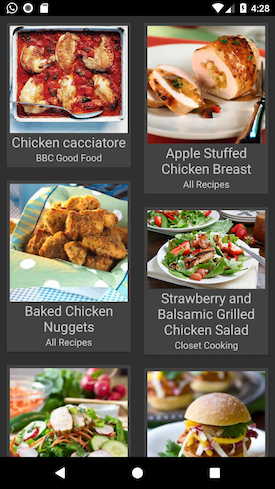 4:28
Chicken cacciatore
BBC Good Food
Apple Stuffed
Chicken Breast
All Recipes
Baked Chicken
Nuggets
All Recipes
Strawberry and
Balsamic Grilled
Chicken Salad
Closet Cooking